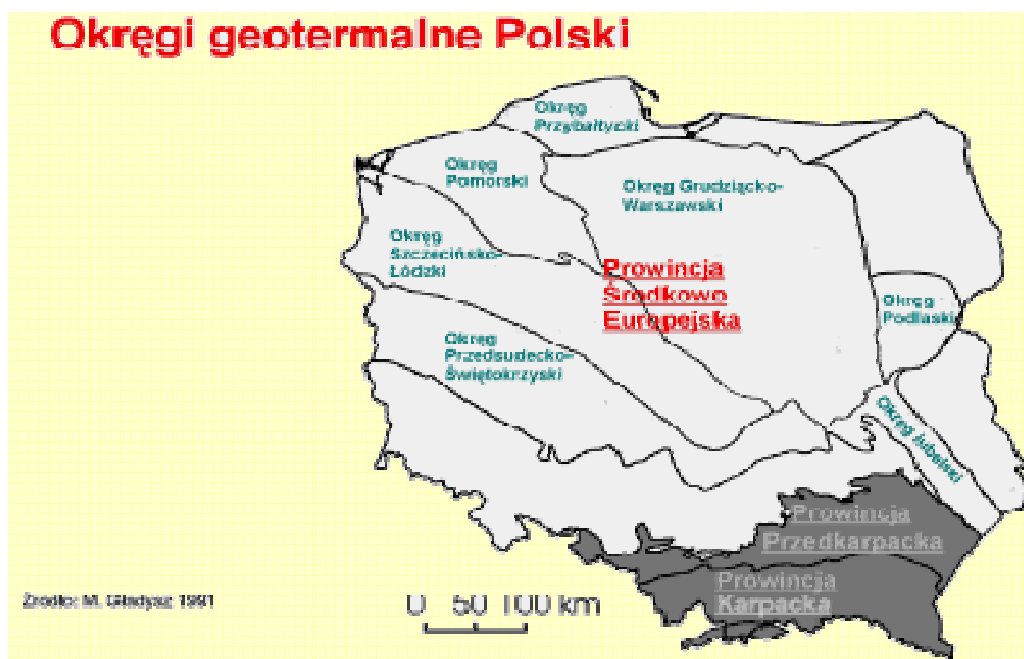 Okręgi geotermalne Polski
Okręg
Przybałtycki
Okręg
Pomorski
Okręg Grudziącko-
Warszawski
Okręg
Szczecińsko-
Łódzki
Prowincja
Środkowo
Europejska
Okręg
Podlaski
Okręg
Przedsudecko-
Świętokrzyski
Okręg lubelski
Prowincja
Przedkarpacka
Prowincja
Karpacka
Źródło: M. 1991
0 50 100 km